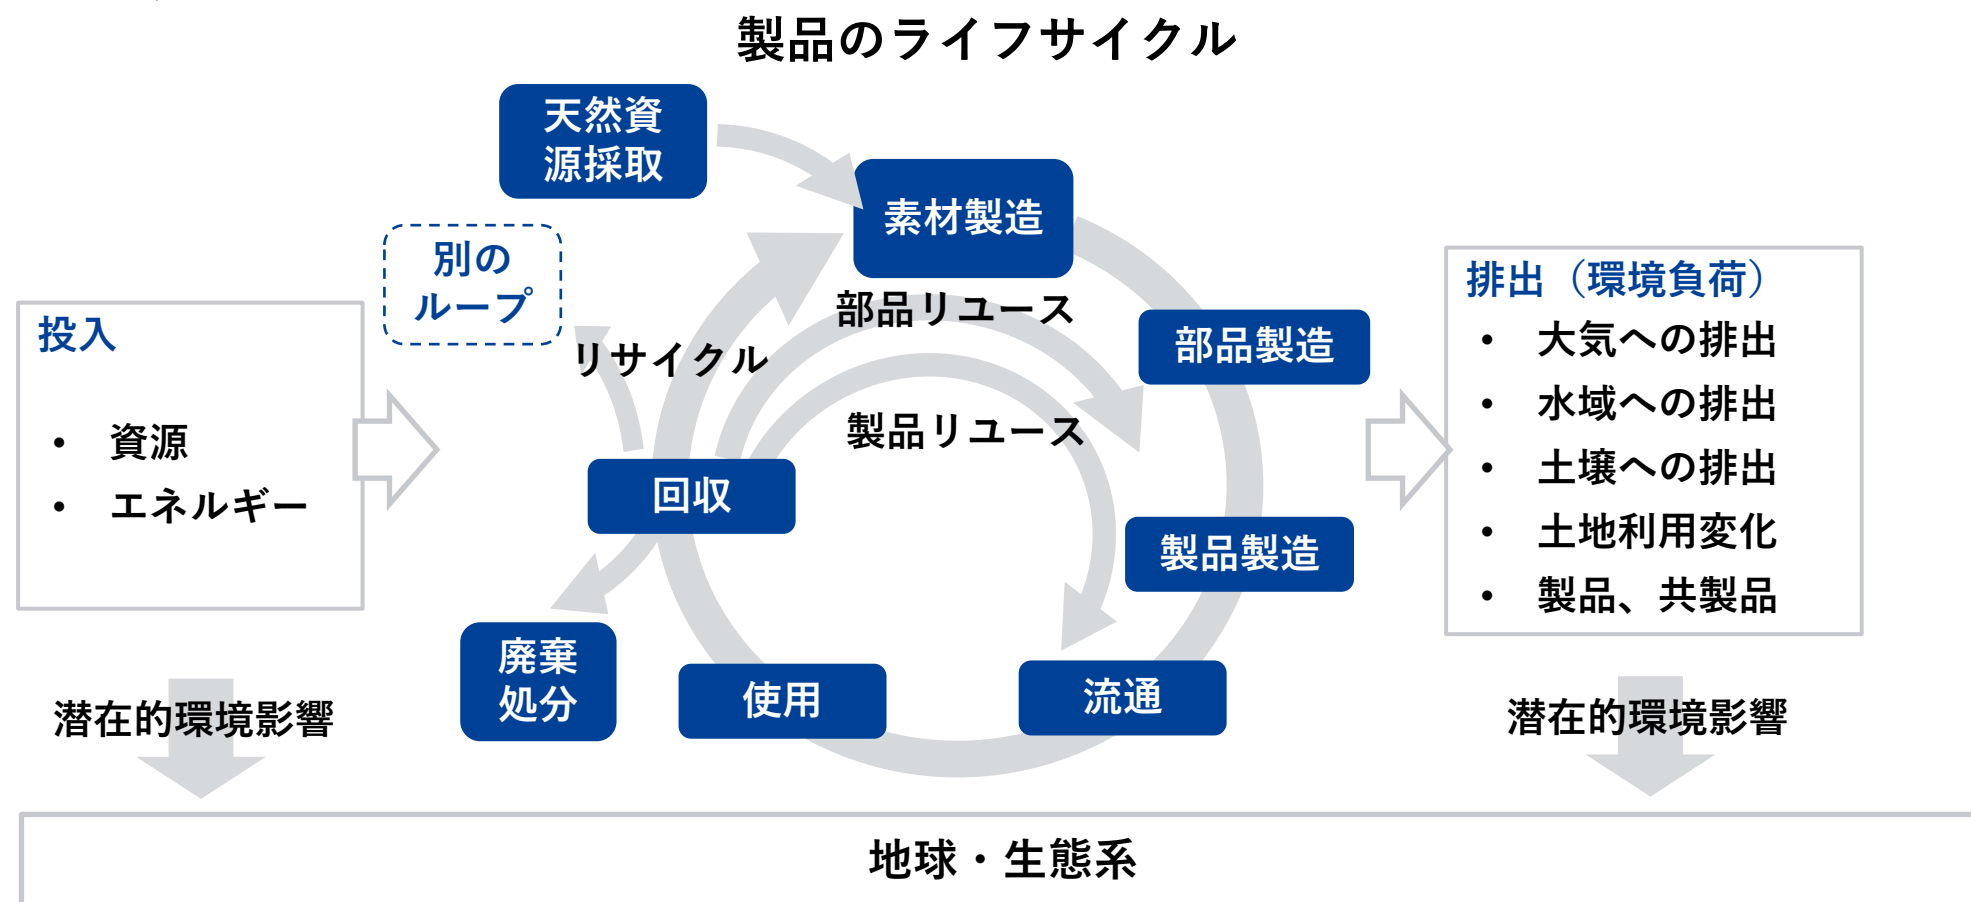 製品のライフサイクル
天然資
源採取
素材製造
別の
ループ
部品リユース
リサイクル
部品製造
製品リユース
回収
製品製造
廃棄
処分
使用
流通
投入
• 資源
• エネルギー
排出（環境負荷）
• 大気への排出
• 水域への排出
• 土壌への排出
• 土地利用変化
• 製品、共製品
潜在的環境影響
潜在的環境影響
地球・生態系